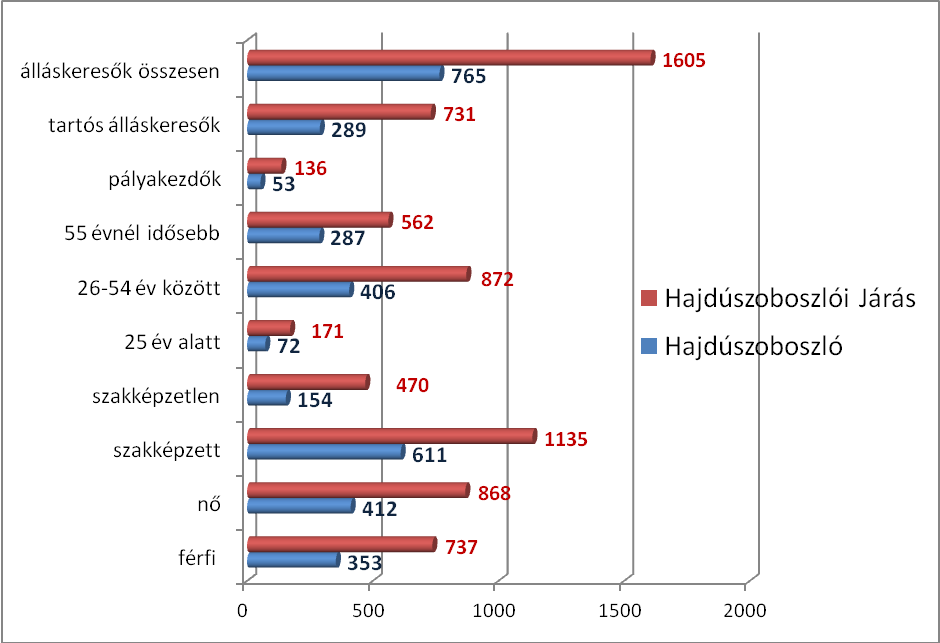 álláskeresők összesen
1605
765
tartós álláskeresők
731
289
pályakezdők
136
53
55 évnél idősebb
562
287
26-54 év között
872
406
25 év alatt
171
72
szakképzetlen
470
154
szakképzett
1135
611
nő
868
412
férfi
737
353
Hajdúszoboszlói Járás
Hajdúszoboszló
0 500 1000 1500 2000